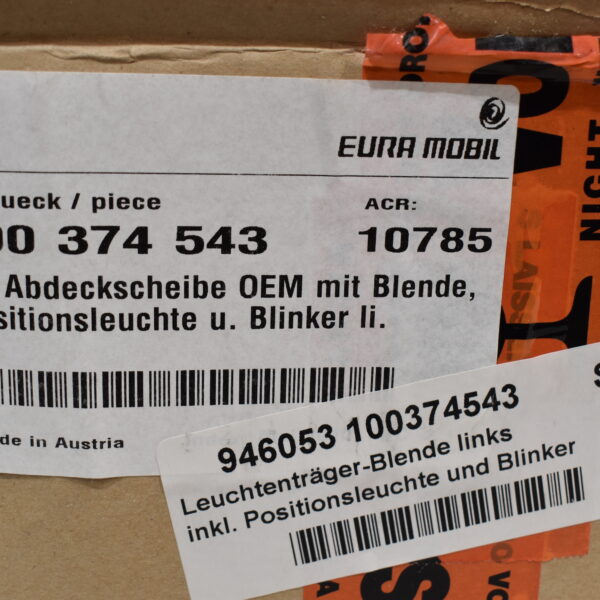 EURA MOBIL
ueck / piece
ACR:
00 374 543
10785
Abdeckscheibe OEM mit Blende,
sitionsleuchte u. Blinker li.
de in Austria
946053 100374543
Leuchtenträger-Blende links
inkl. Positionsleuchte und Blinker
S
NICHT